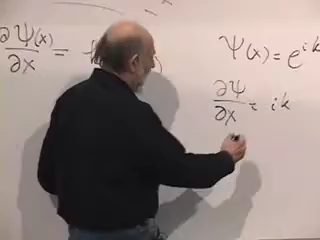 ∂Ψ(x)/∂x =
Ψ(x) = e^{ik
∂Ψ/∂x = ik